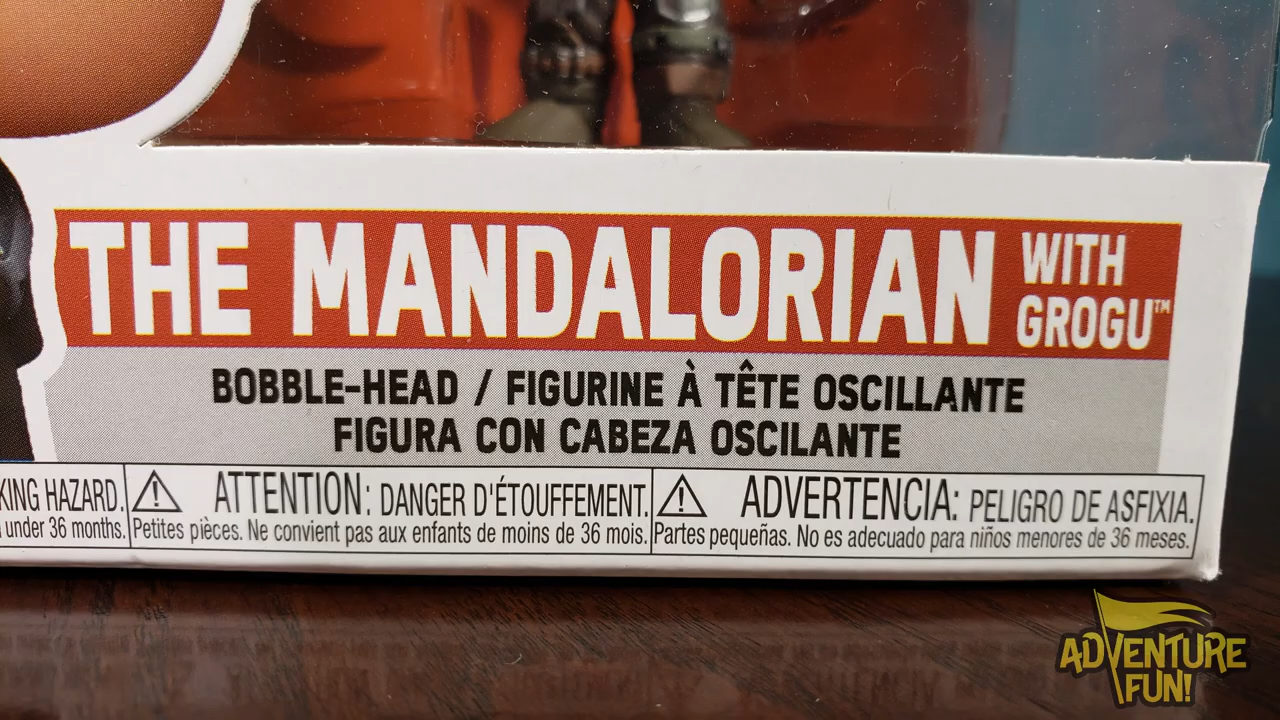 THE MANDALORIAN WITH GROGU™
BOBBLE-HEAD / FIGURINE À TÊTE OSCILLANTE
FIGURA CON CABEZA OSCILANTE
HAZARD.
under 36 months.
ATTENTION: DANGER D'ÉTOUFFEMENT.
Petites pièces. Ne convient pas aux enfants de moins de 36 mois.
ADVERTENCIA: PELIGRO DE ASFIXIA.
Partes pequeñas. No es adecuado para niños menores de 36 meses.
ADVENTURE
FUN!